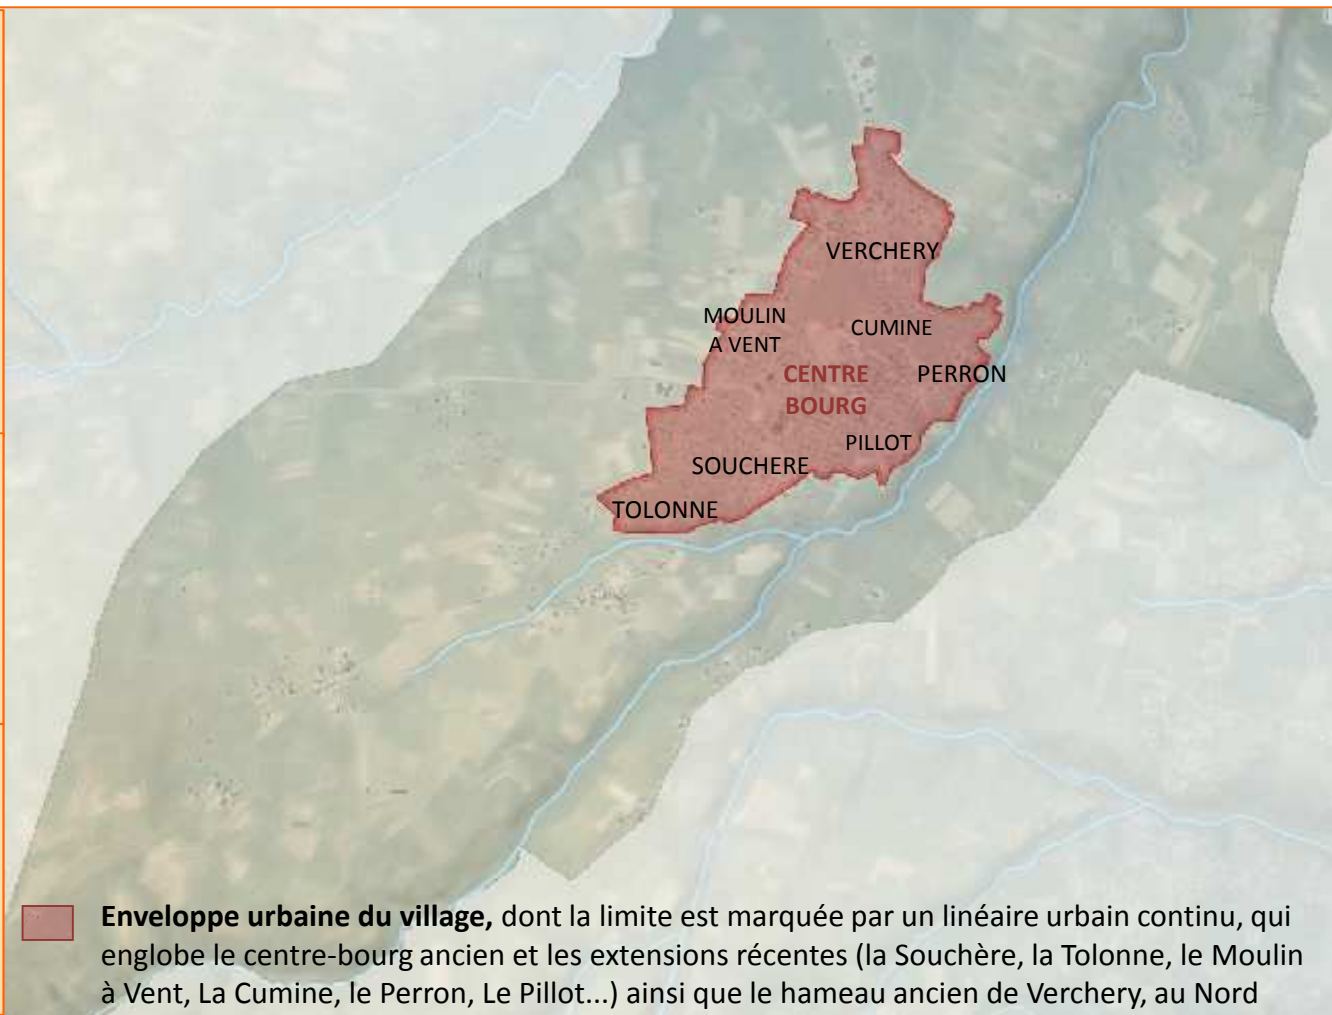 VERCHERY
MOULIN
A VENT
CUMINE
CENTRE
BOURG
PERRON
PILLOT
SOUCHERE
TOLONNE
Enveloppe urbaine du village, dont la limite est marquée par un linéaire urbain continu, qui
englobe le centre-bourg ancien et les extensions récentes (la Souchère, la Tolonne, le Moulin
à Vent, La Cumine, le Perron, Le Pillot...) ainsi que le hameau ancien de Verchery, au Nord